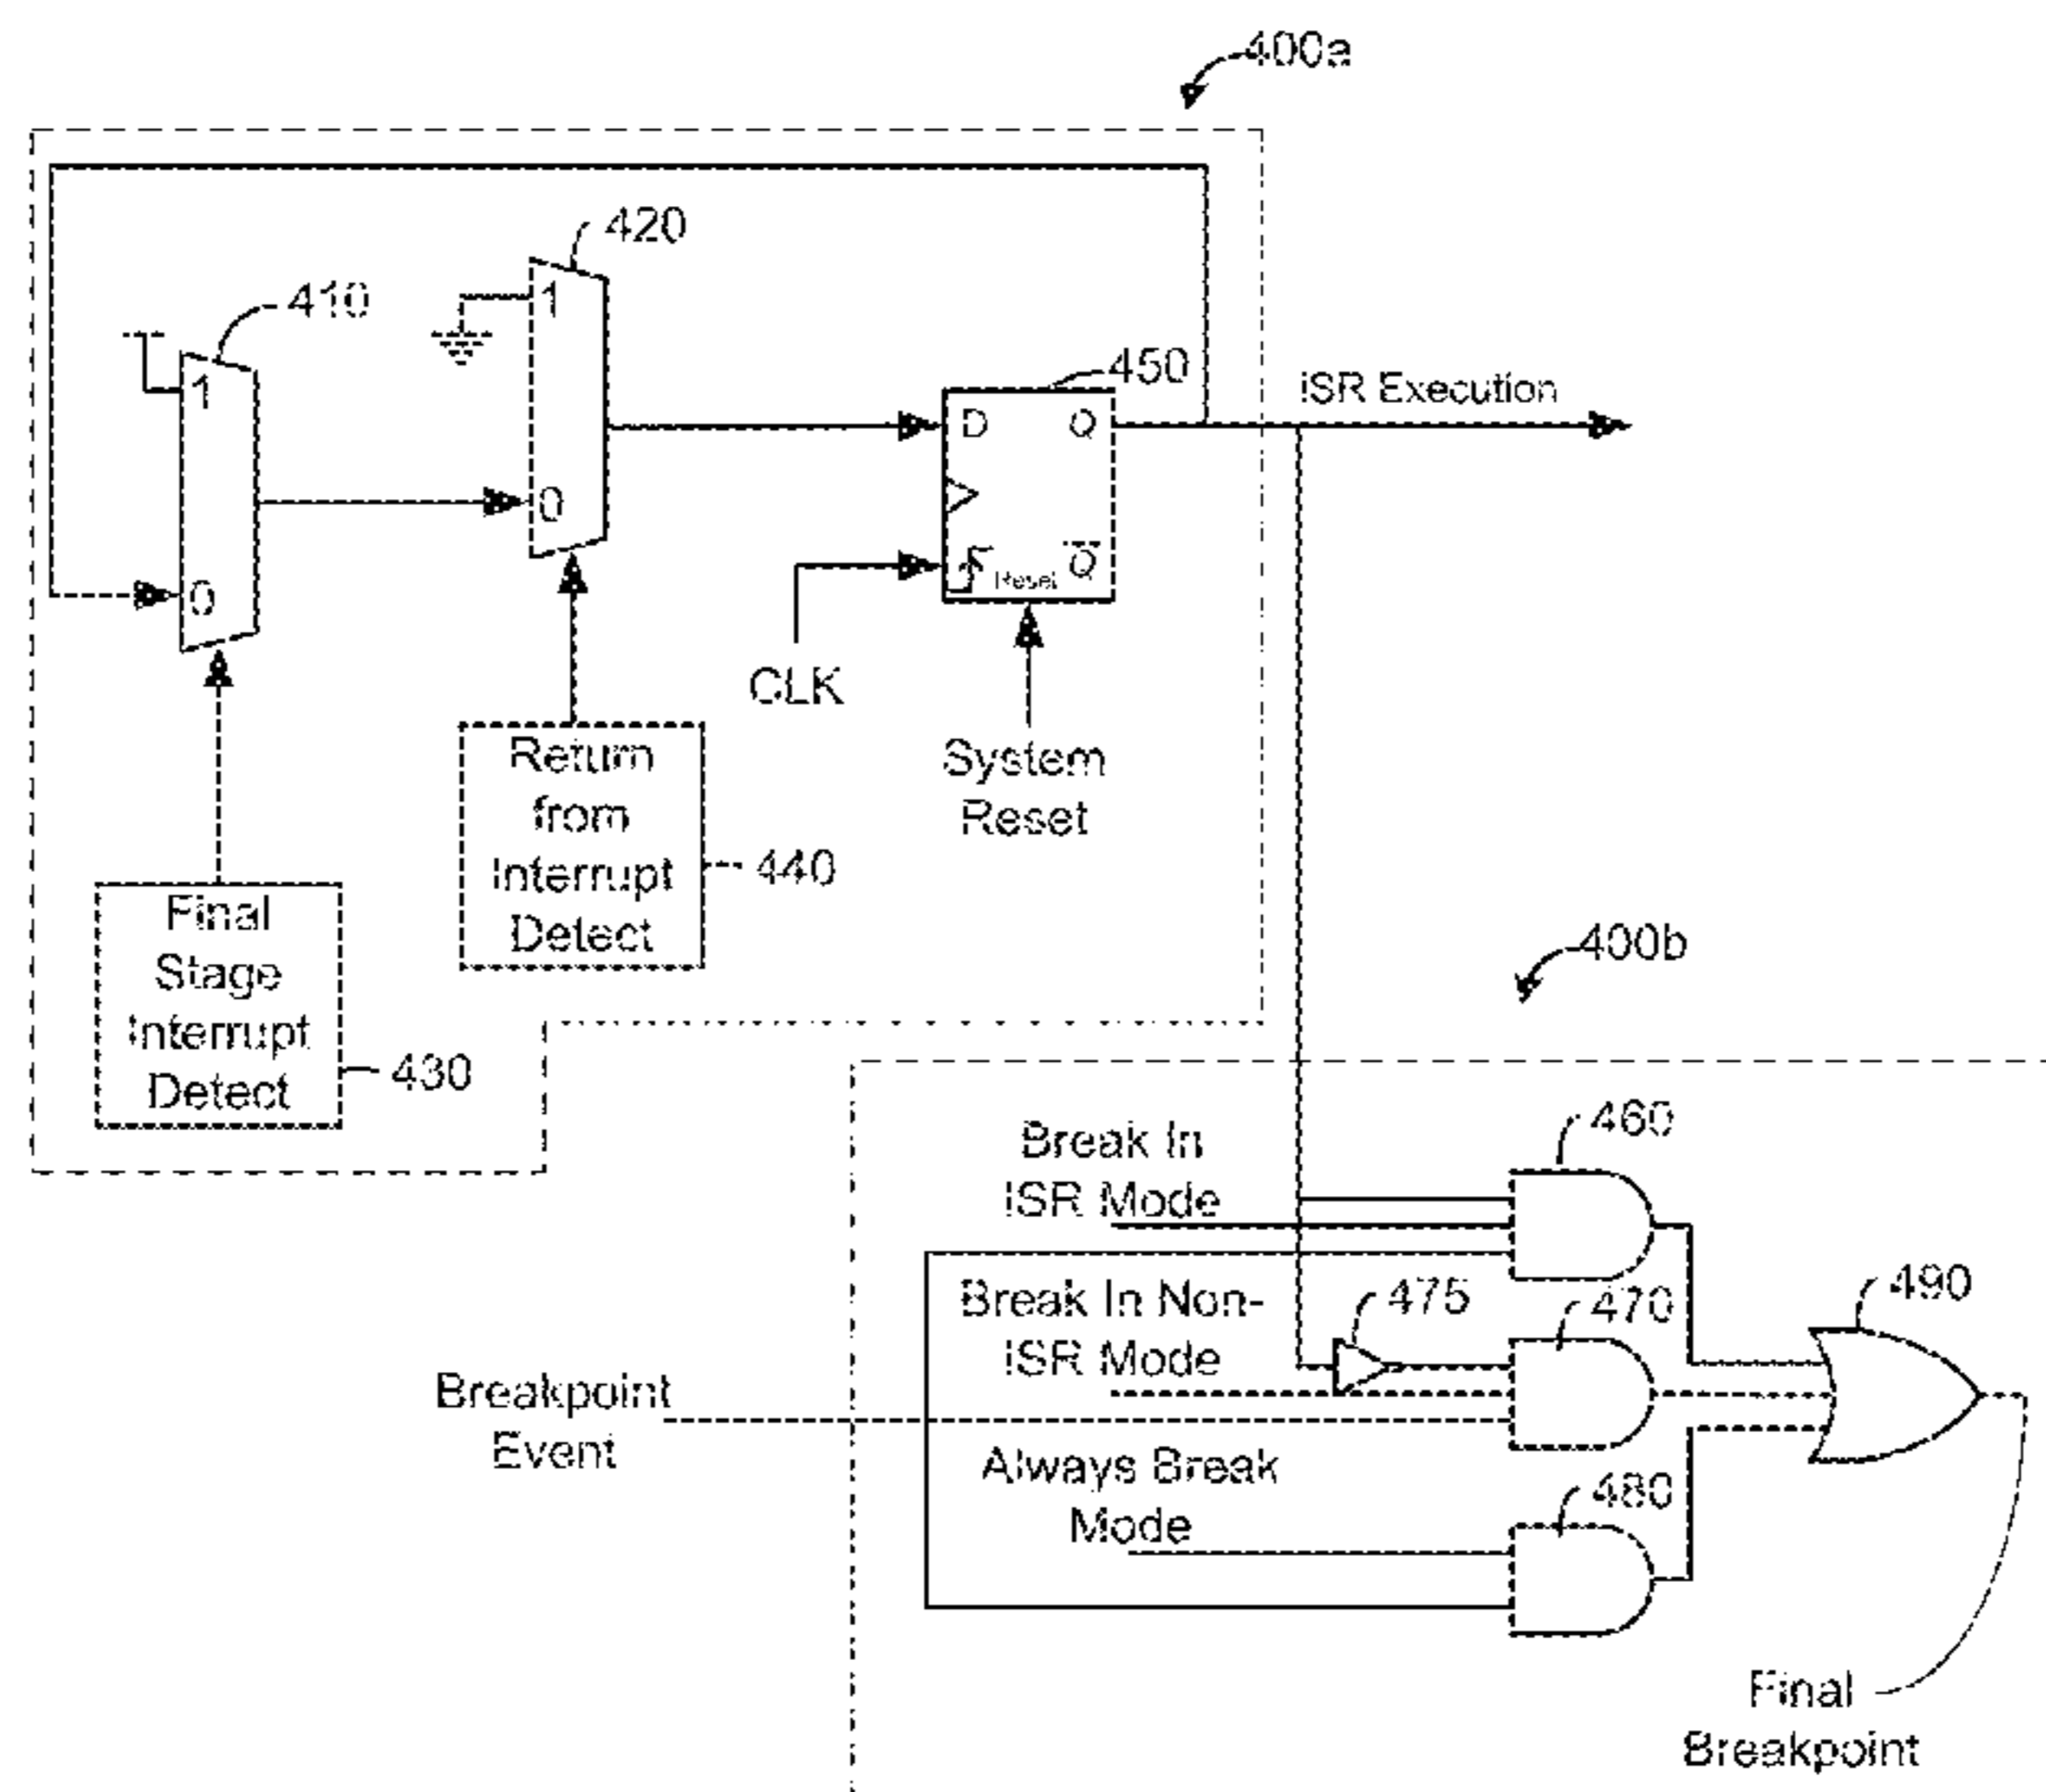 400a
420
410
1
1
450
ISR Execution
D
Q
0
0
Reset
Q
CLK
Return
from
Interrupt
Detect
440
System
Reset
Final
Stage
Interrupt
Detect
430
400b
460
Break In
ISR Mode
Break In Non-
ISR Mode
475
470
490
Breakpoint
Event
Always Break
Mode
480
Final
Breakpoint